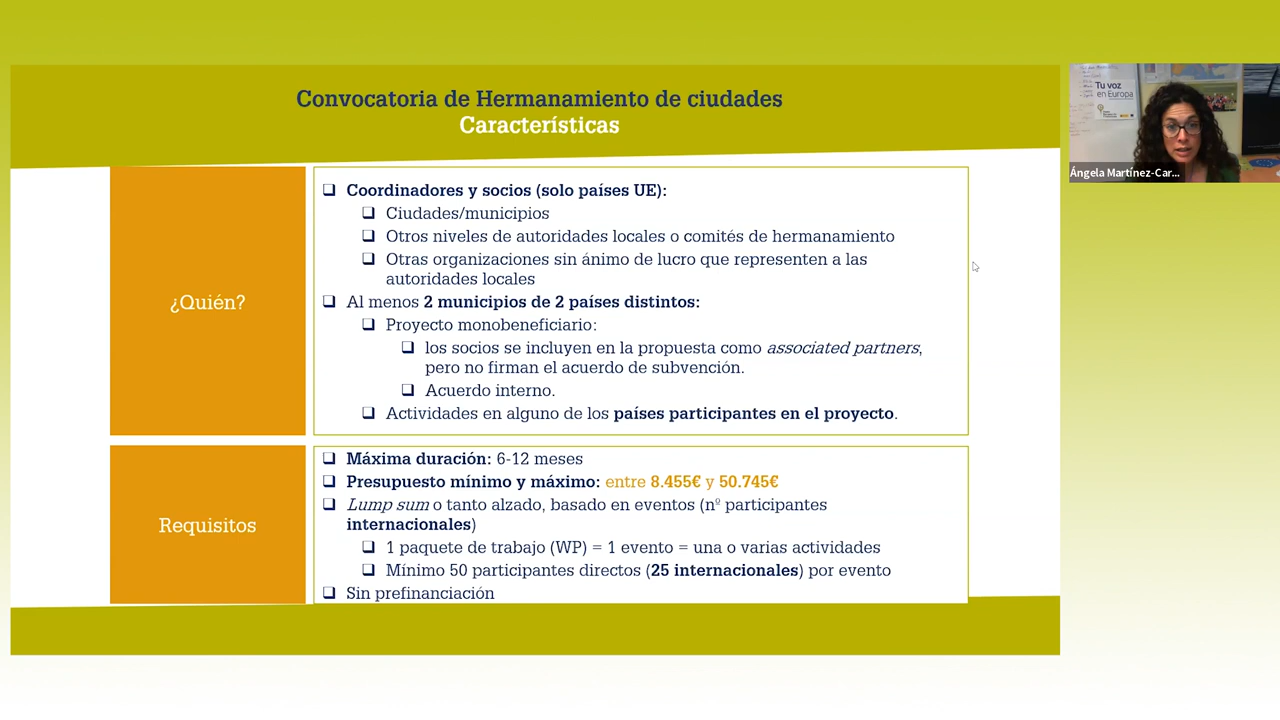 Convocatoria de Hermanamiento de ciudades
Características
Tu voz
en Europa
Ángela Martínez-Car...
¿Quién?
❑ Coordinadores y socios (solo países UE):
❑ Ciudades/municipios
❑ Otros niveles de autoridades locales o comités de hermanamiento
❑ Otras organizaciones sin ánimo de lucro que representen a las
autoridades locales
❑ Al menos 2 municipios de 2 países distintos:
❑ Proyecto monobeneficiario:
❑ los socios se incluyen en la propuesta como associated partners,
pero no firman el acuerdo de subvención.
❑ Acuerdo interno.
❑ Actividades en alguno de los países participantes en el proyecto.
Requisitos
❑ Máxima duración: 6-12 meses
❑ Presupuesto mínimo y máximo: entre 8.455€ y 50.745€
❑ Lump sum o tanto alzado, basado en eventos (nº participantes
internacionales)
❑ 1 paquete de trabajo (WP) = 1 evento = una o varias actividades
❑ Mínimo 50 participantes directos (25 internacionales) por evento
❑ Sin prefinanciación